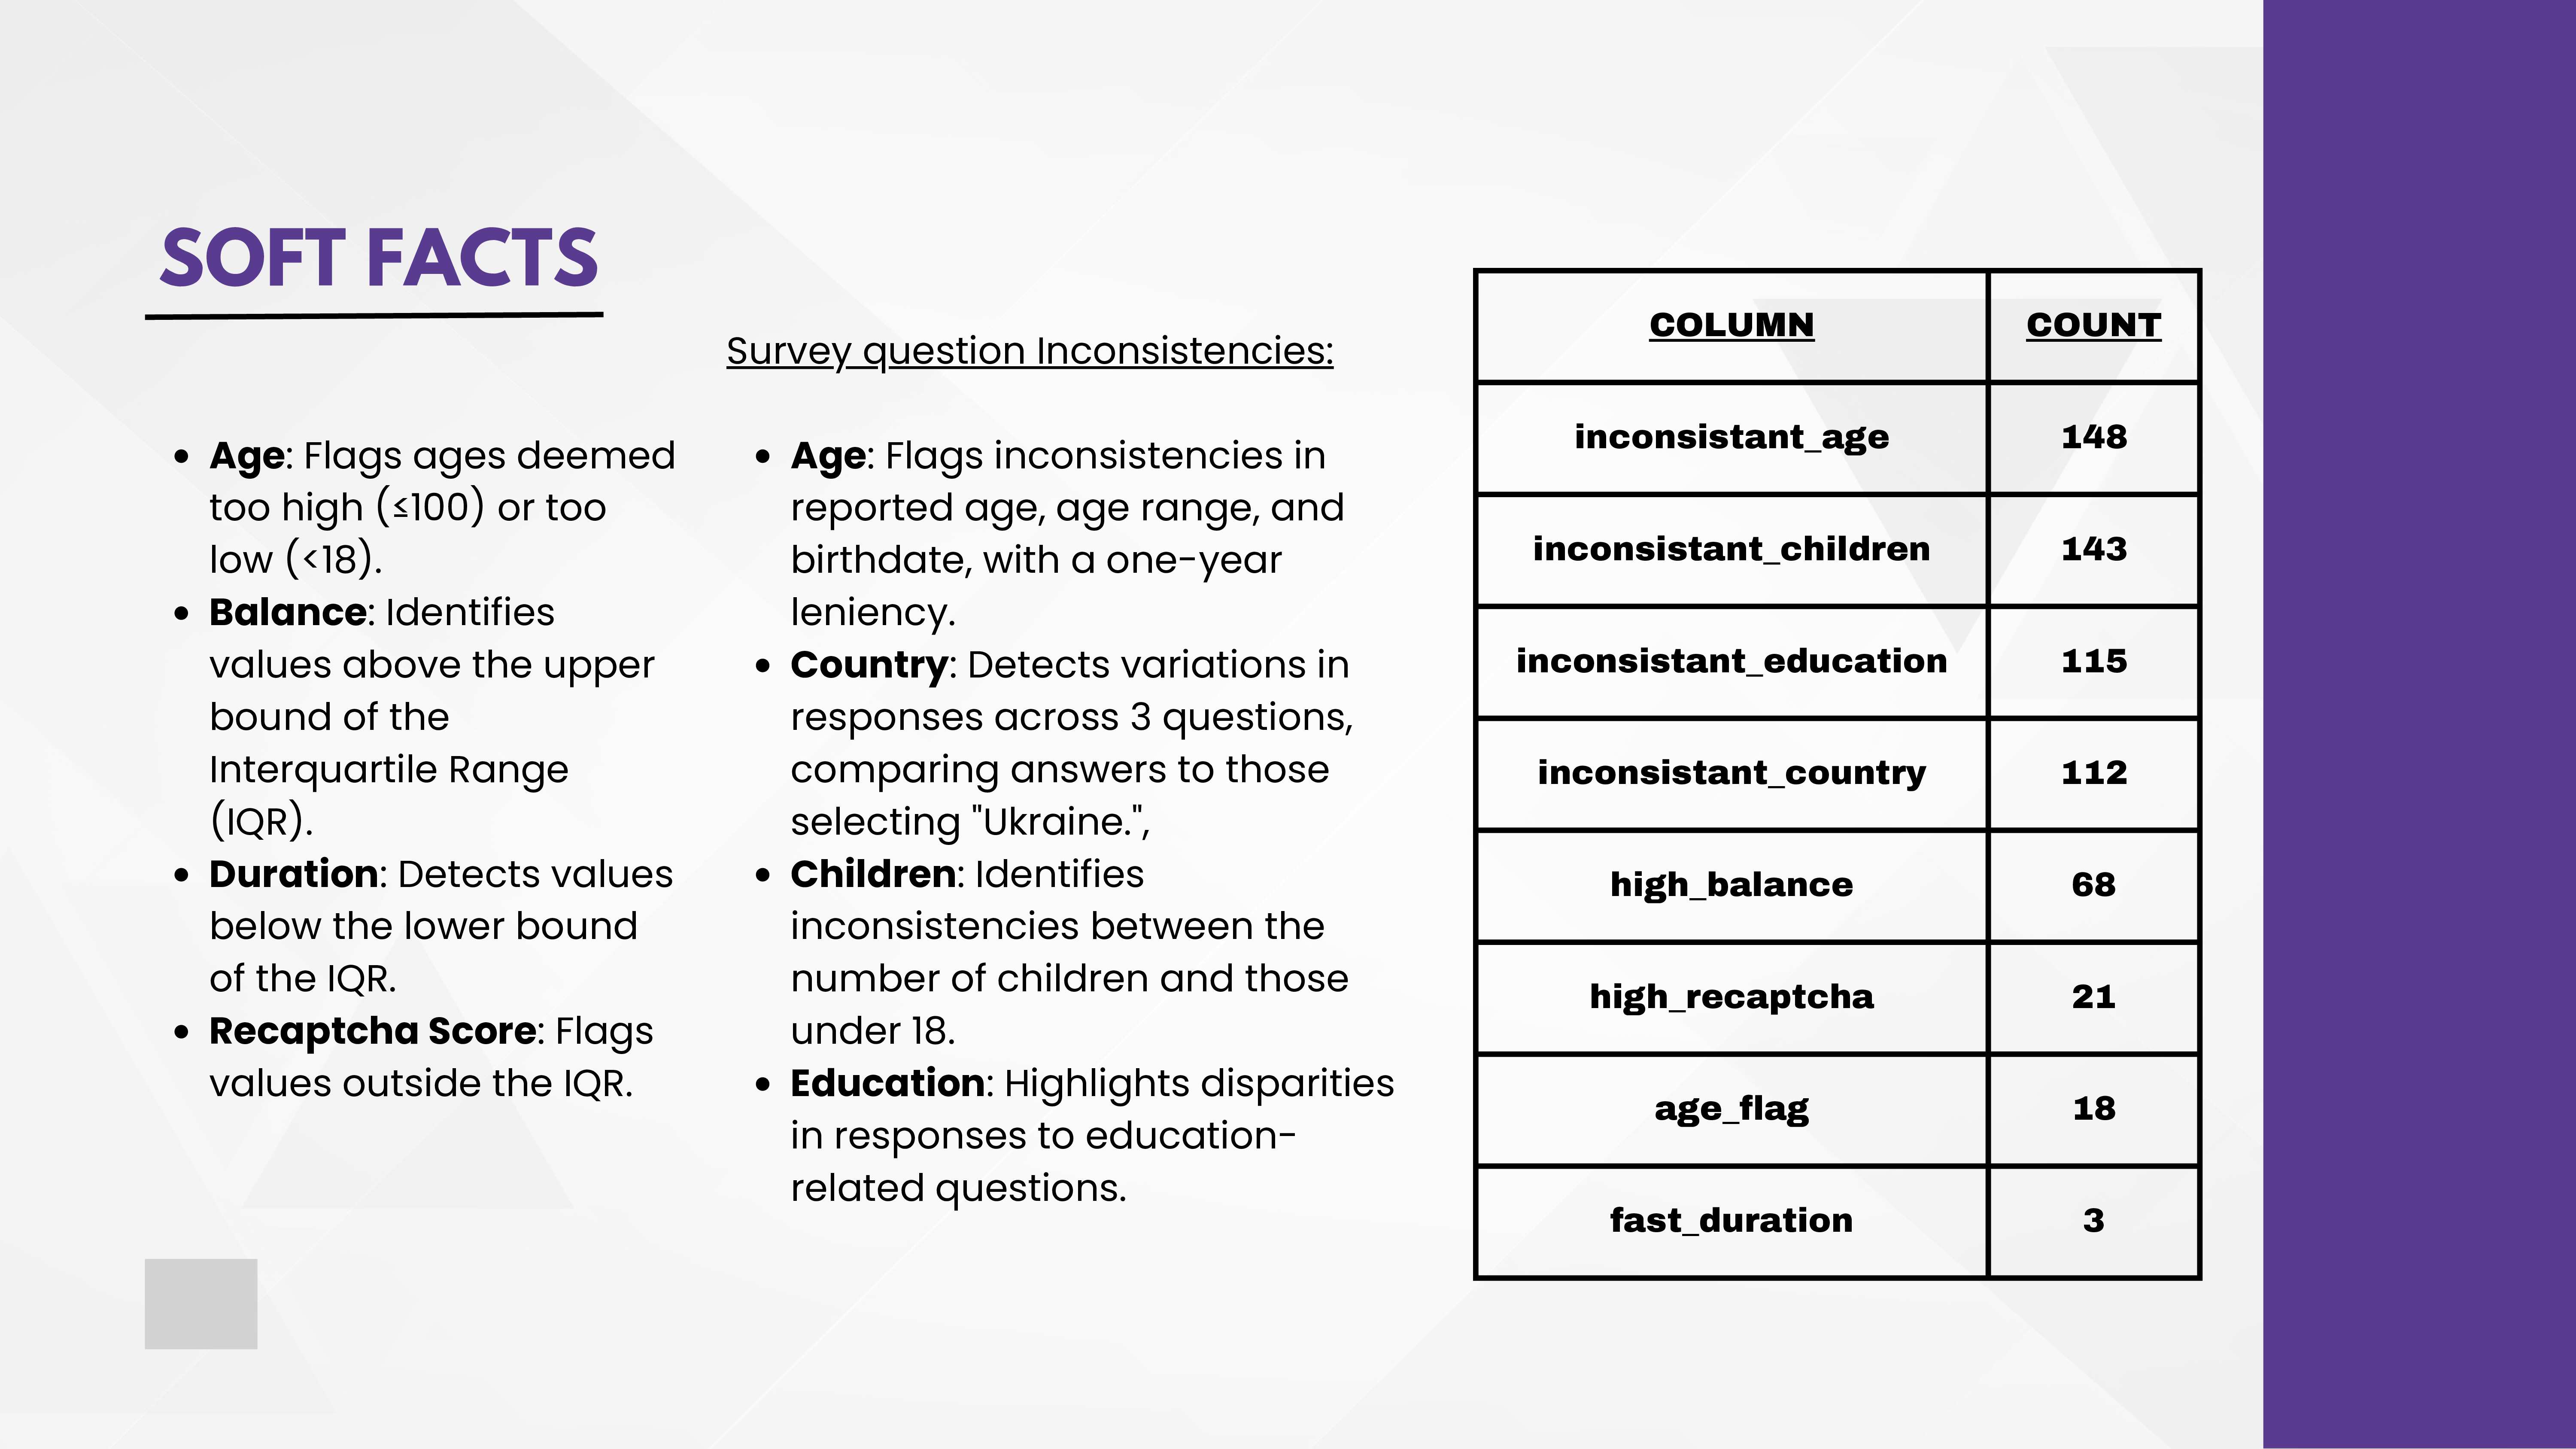 SOFT FACTS
• Age: Flags ages deemed
too high (≤100) or too
low (<18).
• Balance: Identifies
values above the upper
bound of the
Interquartile Range
(IQR).
• Duration: Detects values
below the lower bound
of the IQR.
• Recaptcha Score: Flags
values outside the IQR.
Survey question Inconsistencies:
• Age: Flags inconsistencies in
reported age, age range, and
birthdate, with a one-year
leniency.
• Country: Detects variations in
responses across 3 questions,
comparing answers to those
selecting "Ukraine.",
• Children: Identifies
inconsistencies between the
number of children and those
under 18.
• Education: Highlights disparities
in responses to education-
related questions.
COLUMN COUNT
inconsistant_age 148
inconsistant_children 143
inconsistant_education 115
inconsistant_country 112
high_balance 68
high_recaptcha 21
age_flag 18
fast_duration 3